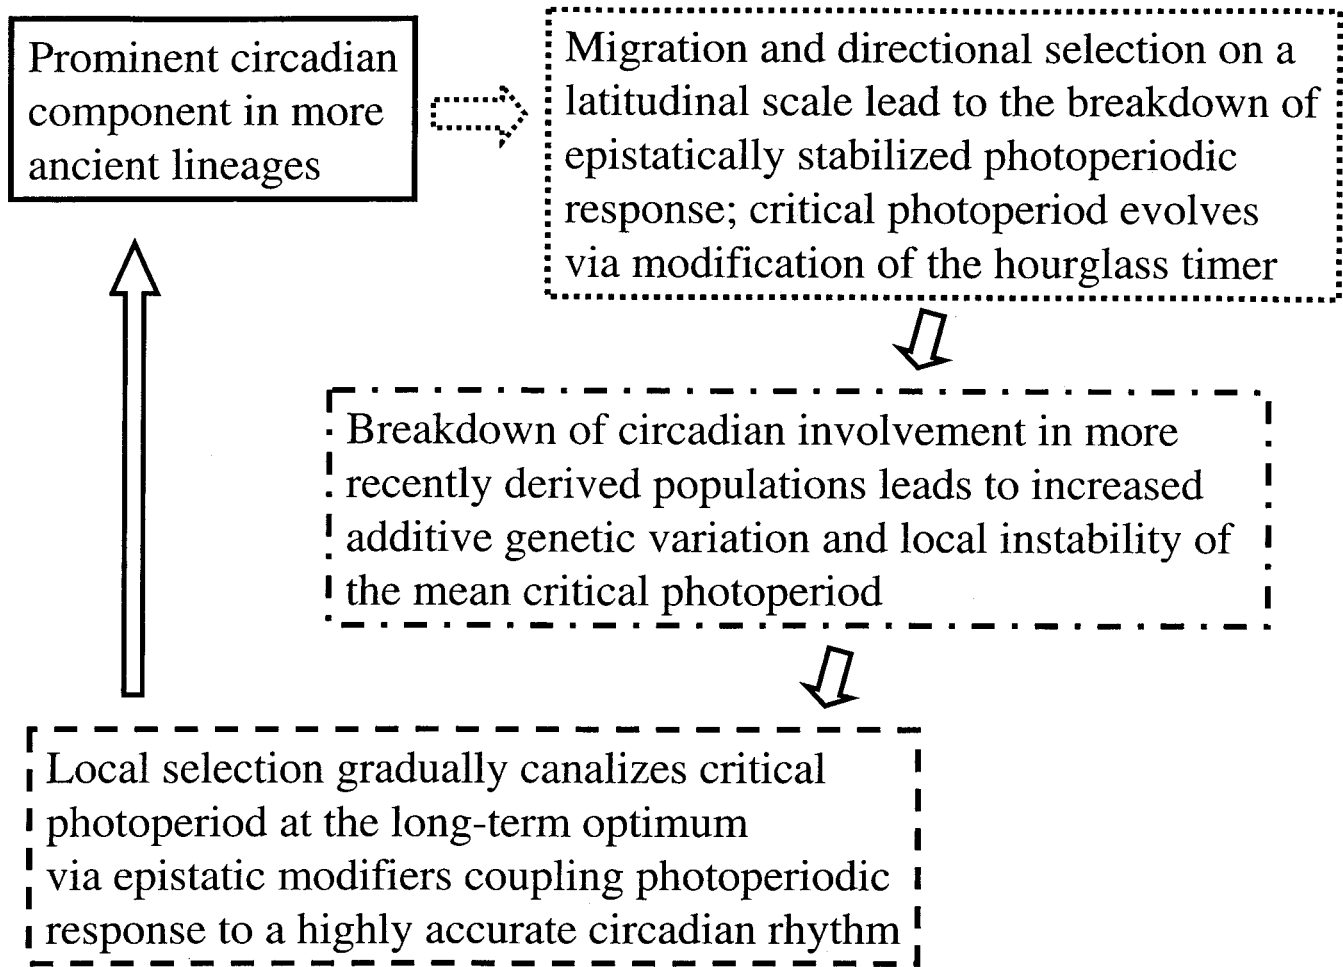 Prominent circadian
component in more
ancient lineages
Migration and directional selection on a
latitudinal scale lead to the breakdown of
epistatically stabilized photoperiodic
response; critical photoperiod evolves
via modification of the hourglass timer
Breakdown of circadian involvement in more
recently derived populations leads to increased
additive genetic variation and local instability of
the mean critical photoperiod
Local selection gradually canalizes critical
photoperiod at the long-term optimum
via epistatic modifiers coupling photoperiodic
response to a highly accurate circadian rhythm